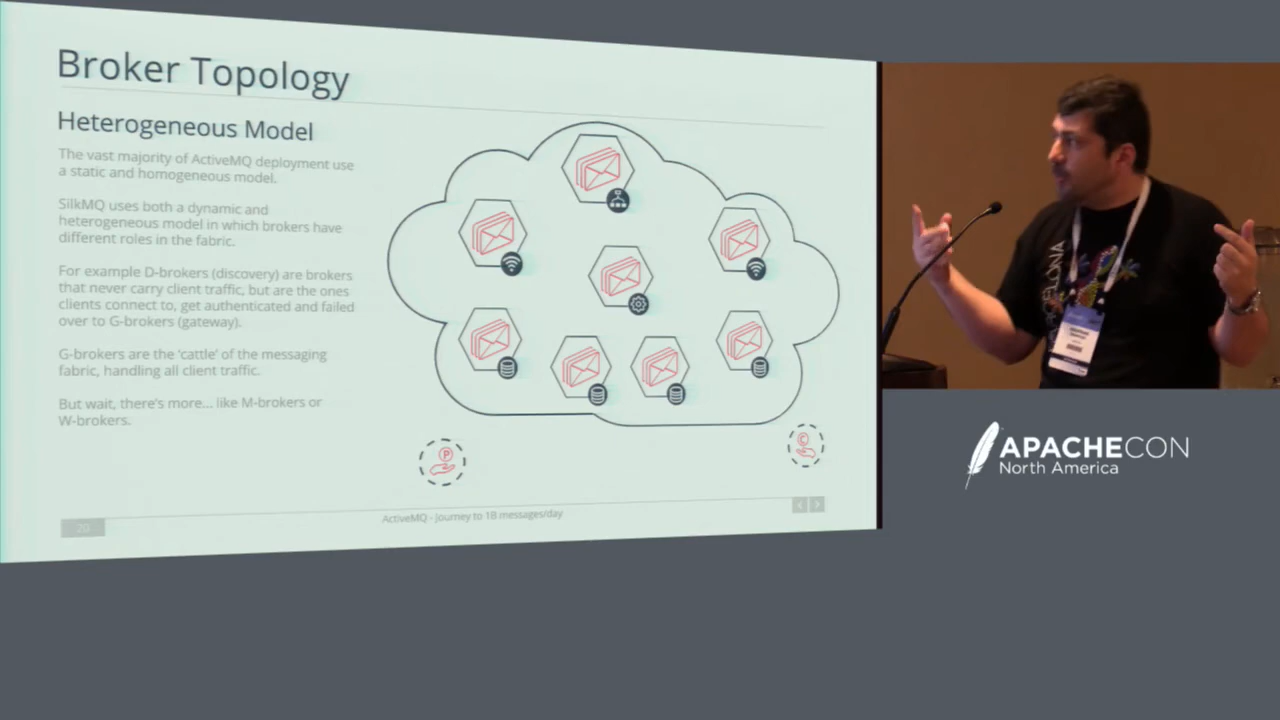 Broker Topology
Heterogeneous Model
The vast majority of ActiveMQ deployment use
a static and homogeneous model.
SilkMQ uses both a dynamic and
heterogeneous model in which brokers have
different roles in the fabric.
For example D-brokers (discovery) are brokers
that never carry client traffic, but are the ones
clients connect to, get authenticated and failed
over to G-brokers (gateway).
G-brokers are the ‘cattle’ of the messaging
fabric, handling all client traffic.
But wait, there's more... like M-brokers or
W-brokers.
P
C
20
ActiveMQ - Journey to 1B messages/day
APACHECON
North America